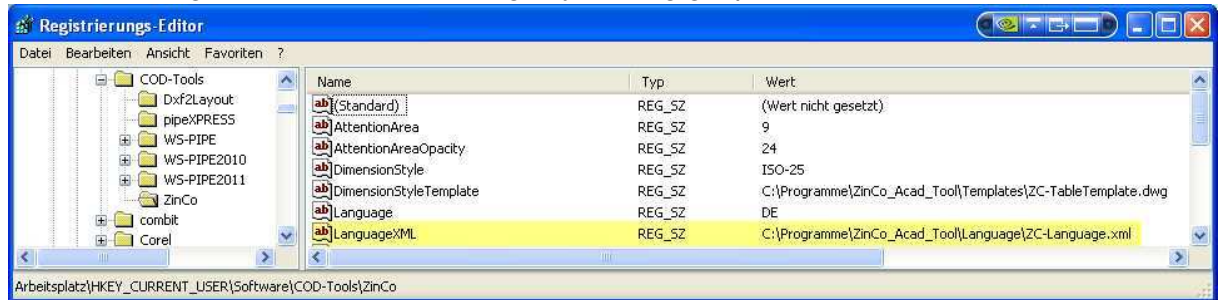 Registrierungs-Editor
Datei Bearbeiten Ansicht Favoriten ?
COD-Tools
Dxf2Layout
pipeXPRESS
WS-PIPE
WS-PIPE2010
WS-PIPE2011
ZinCo
combit
Corel
Name Typ Wert
(Standard) REG_SZ (Wert nicht gesetzt)
AttentionArea REG_SZ 9
AttentionAreaOpacity REG_SZ 24
DimensionStyle REG_SZ ISO-25
DimensionStyleTemplate REG_SZ C:\Programme\ZinCo_Acad_Tool\Templates\ZC-TableTemplate.dwg
Language REG_SZ DE
LanguageXML REG_SZ C:\Programme\ZinCo_Acad_Tool\Language\ZC-Language.xml
Arbeitsplatz\HKEY_CURRENT_USER\Software\COD-Tools\ZinCo